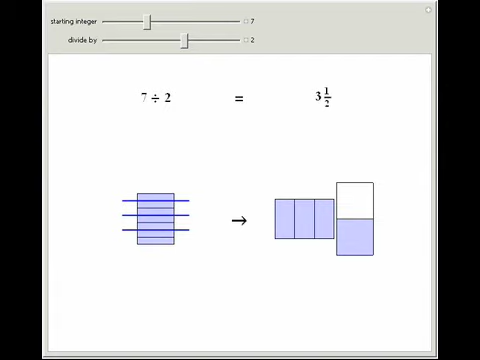 starting integer 7
divide by 2
7 ÷ 2 = 3 1/2